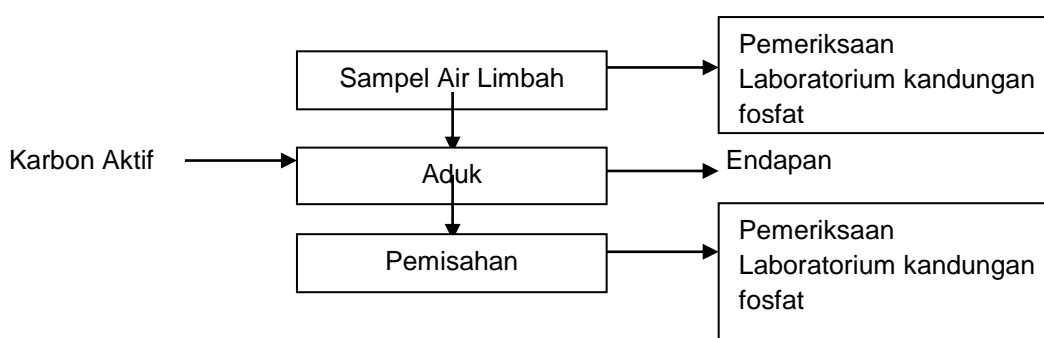 Sampel Air Limbah
Pemeriksaan
Laboratorium kandungan
fosfat
Karbon Aktif
Aduk
Endapan
Pemisahan
Pemeriksaan
Laboratorium kandungan
fosfat